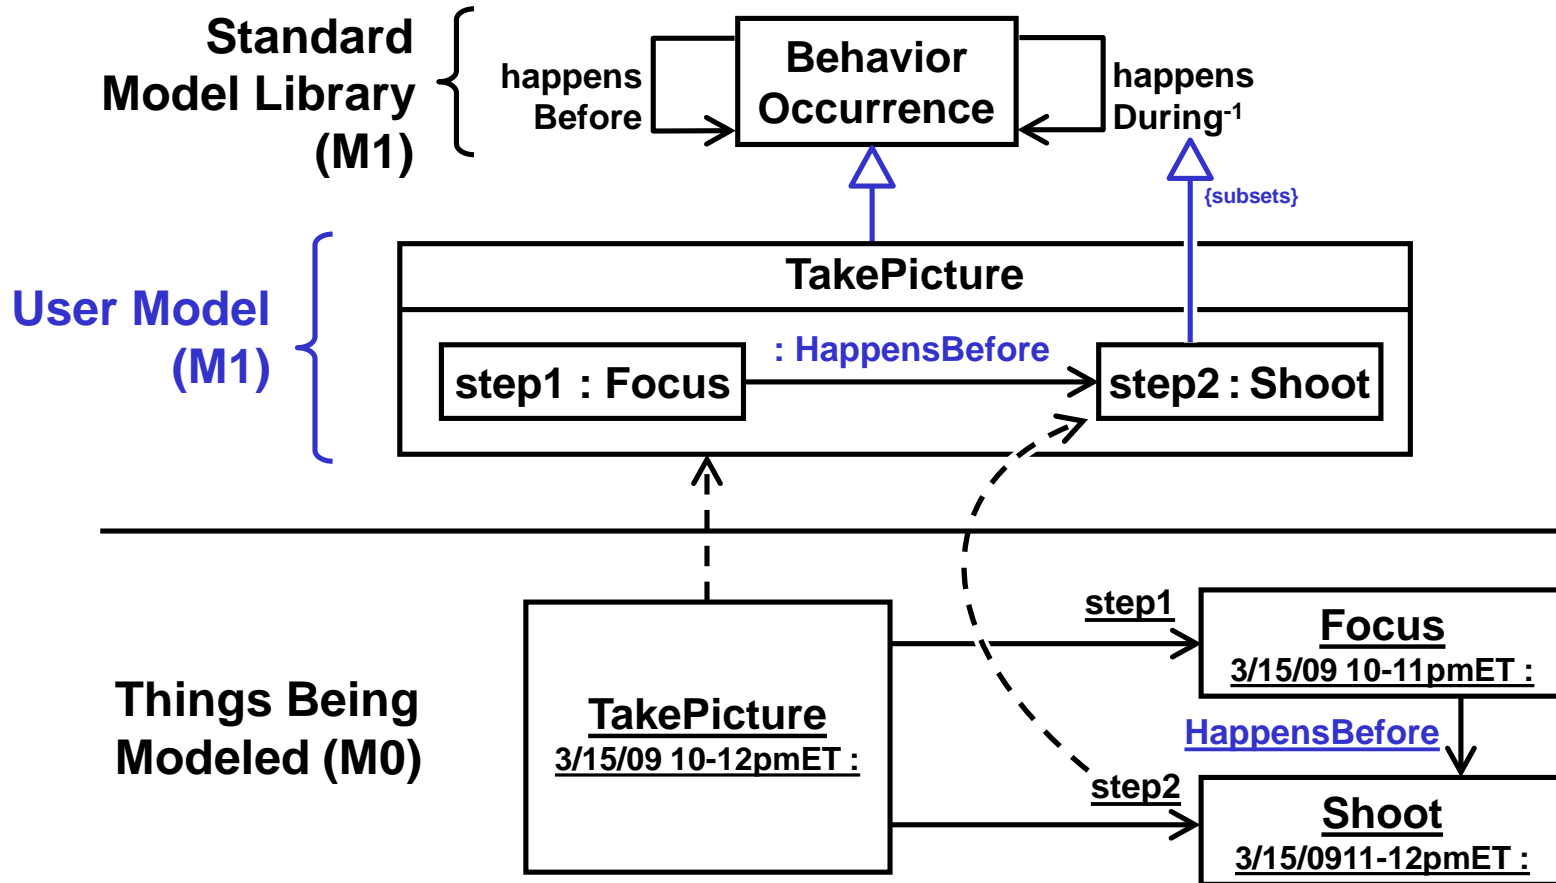 Standard
Model Library
(M1)
happens
Before
Behavior
Occurrence
happens
During-1
{subsets}
User Model
(M1)
TakePicture
step1 : Focus
: HappensBefore
step2 : Shoot
Things Being
Modeled (M0)
TakePicture
3/15/09 10-12pmET :
step1
Focus
3/15/09 10-11pmET :
HappensBefore
step2
Shoot
3/15/0911-12pmET :